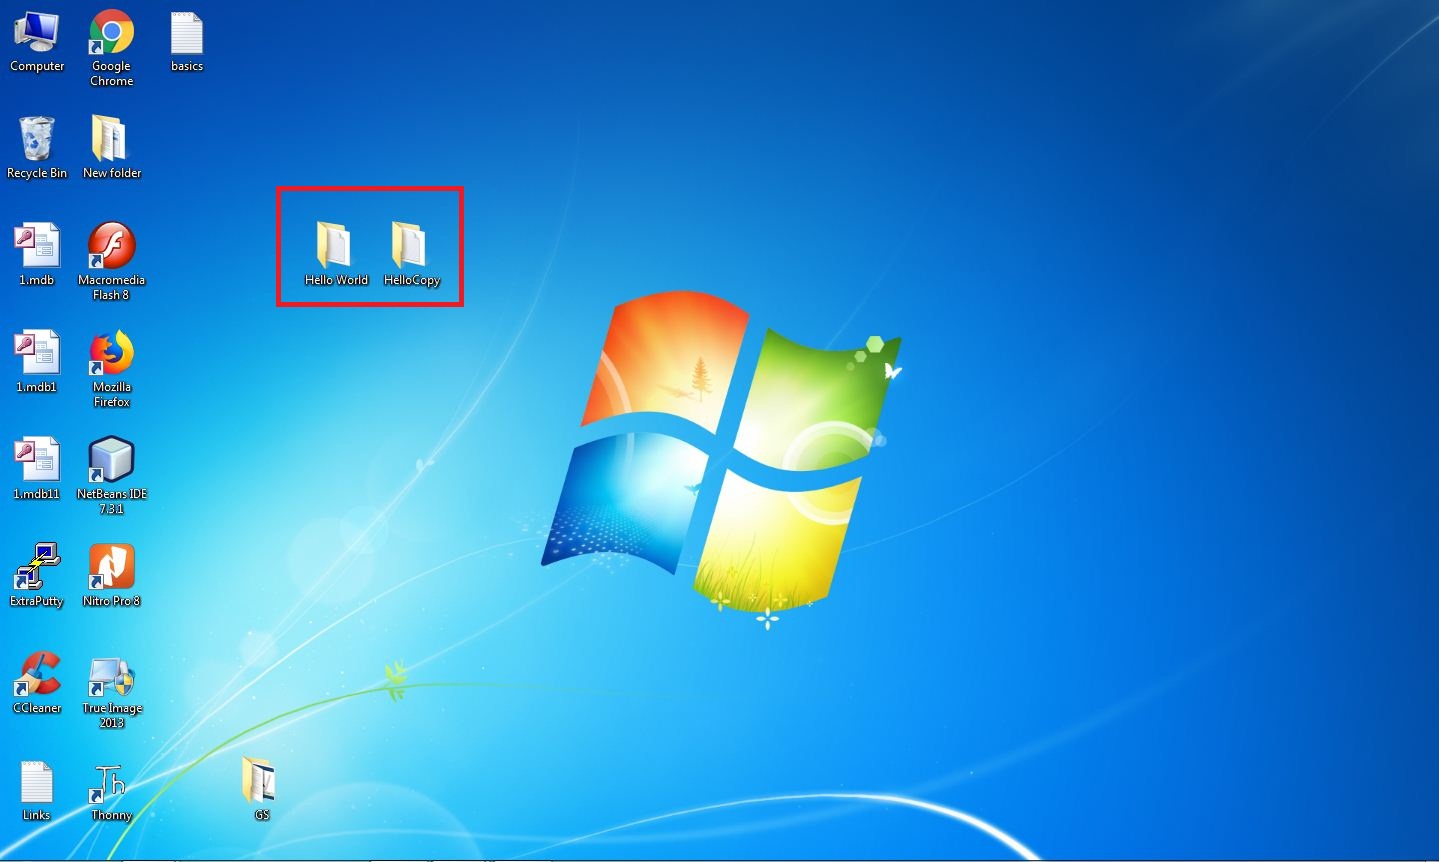 Computer
Google
Chrome
basics
Recycle Bin
New folder
1.mdb
Macromedia
Flash 8
Hello World
HelloCopy
1.mdb1
Mozilla
Firefox
1.mdb11
NetBeans IDE
7.3.1
ExtraPutty
Nitro Pro 8
CCleaner
True Image
2013
Links
Th
Thonny
GS